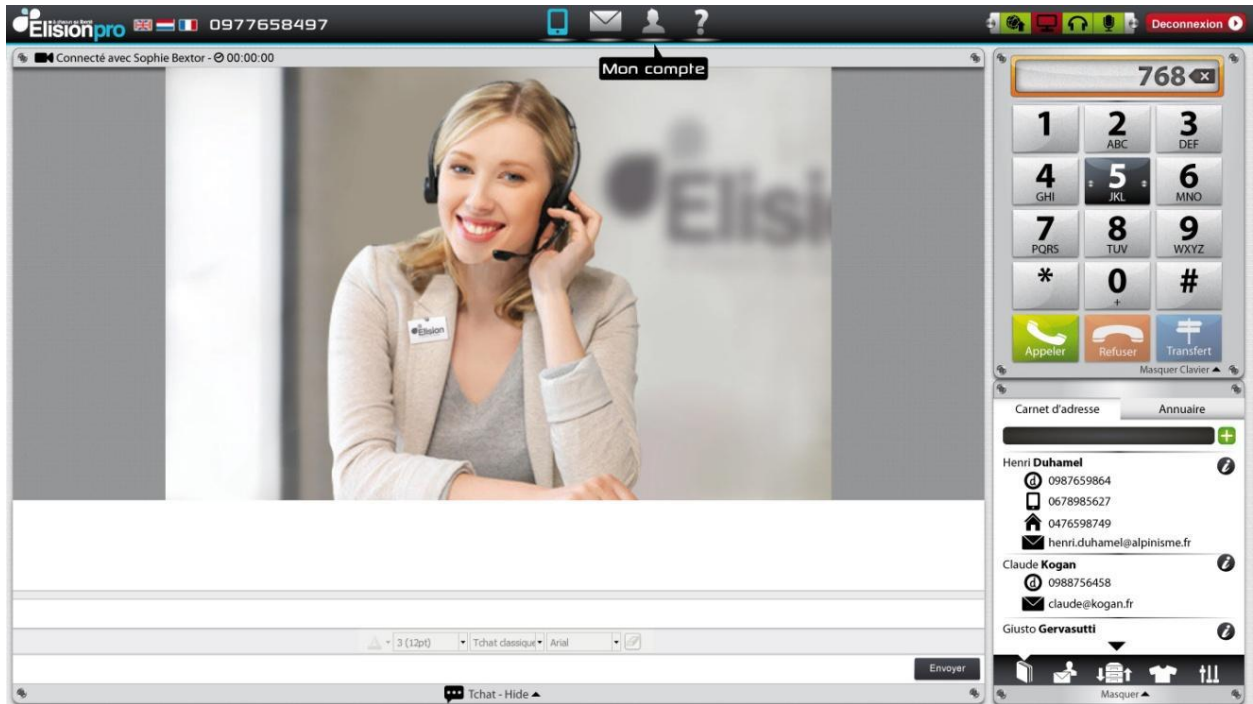 à chacun sa liberté
Elisionpro 0977658497
? Deconnexion
Connecté avec Sophie Bextor - 00:00:00
Mon compte
Elisi
Elision
768
1
2 ABC
3 DEF
4 GHI
5 JKL
6 MNO
7 PQRS
8 TUV
9 WXYZ
*
0 +
#
Appeler
Refuser
Transfert
Masquer Clavier
Carnet d'adresse
Annuaire
Henri Duhamel
0987659864
0678985627
0476598749
henri.duhamel@alpinisme.fr
Claude Kogan
0988756458
claude@kogan.fr
Giusto Gervasutti
Masquer
3 (12pt) Tchat classique Arial
Envoyer
Tchat - Hide